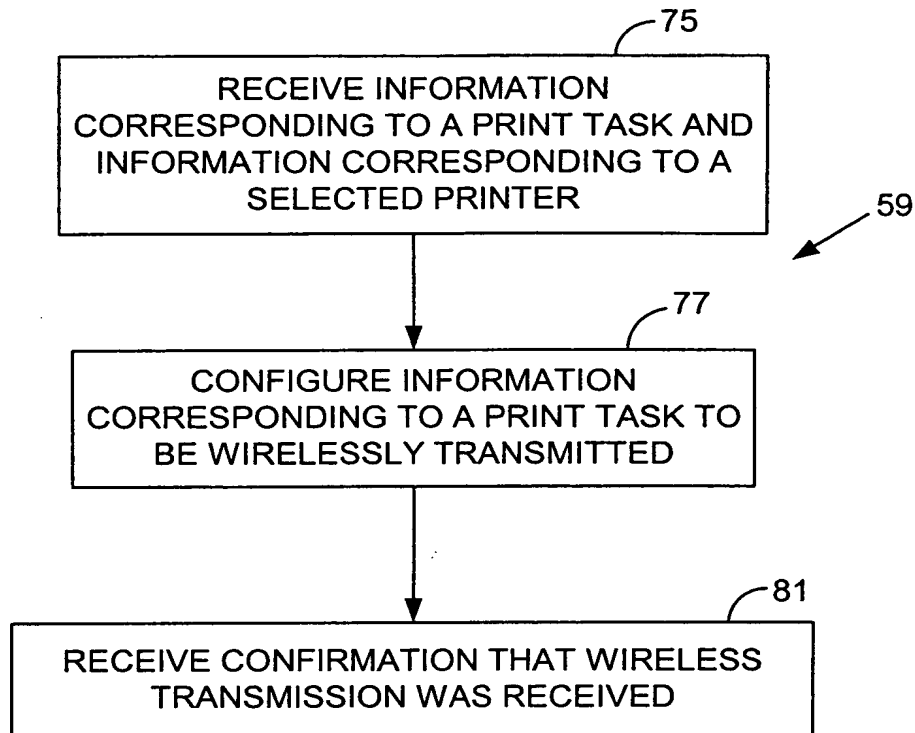 75
RECEIVE INFORMATION
CORRESPONDING TO A PRINT TASK AND
INFORMATION CORRESPONDING TO A
SELECTED PRINTER
59
77
CONFIGURE INFORMATION
CORRESPONDING TO A PRINT TASK TO
BE WIRELESSLY TRANSMITTED
81
RECEIVE CONFIRMATION THAT WIRELESS
TRANSMISSION WAS RECEIVED